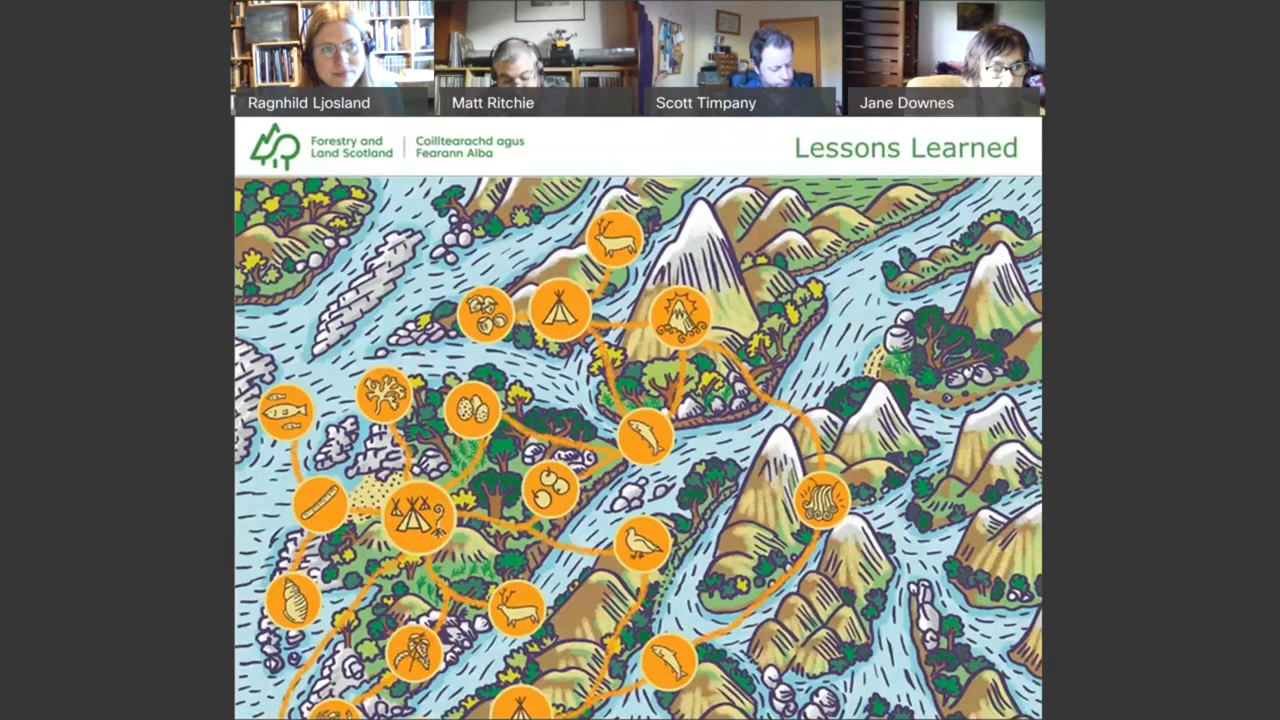 Ragnhild Ljosland
Matt Ritchie
Scott Timpany
Jane Downes
Forestry and
Land Scotland
Coilltearachd agus
Fearann Alba
Lessons Learned